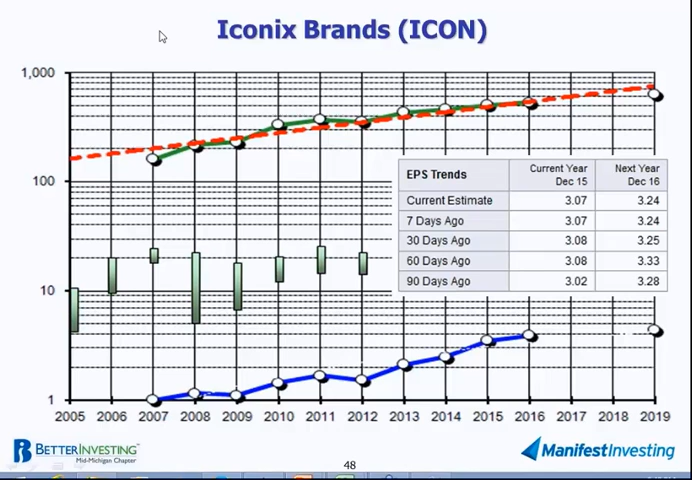 Iconix Brands (ICON)
1,000
100
10
1
EPS Trends Current Year Dec 15 Next Year Dec 16
Current Estimate 3.07 3.24
7 Days Ago 3.07 3.24
30 Days Ago 3.08 3.25
60 Days Ago 3.08 3.33
90 Days Ago 3.02 3.28
2005 2006 2007 2008 2009 2010 2011 2012 2013 2014 2015 2016 2017 2018 2019
BETTERINVESTING™
Mid-Michigan Chapter
48
ManifestInvesting